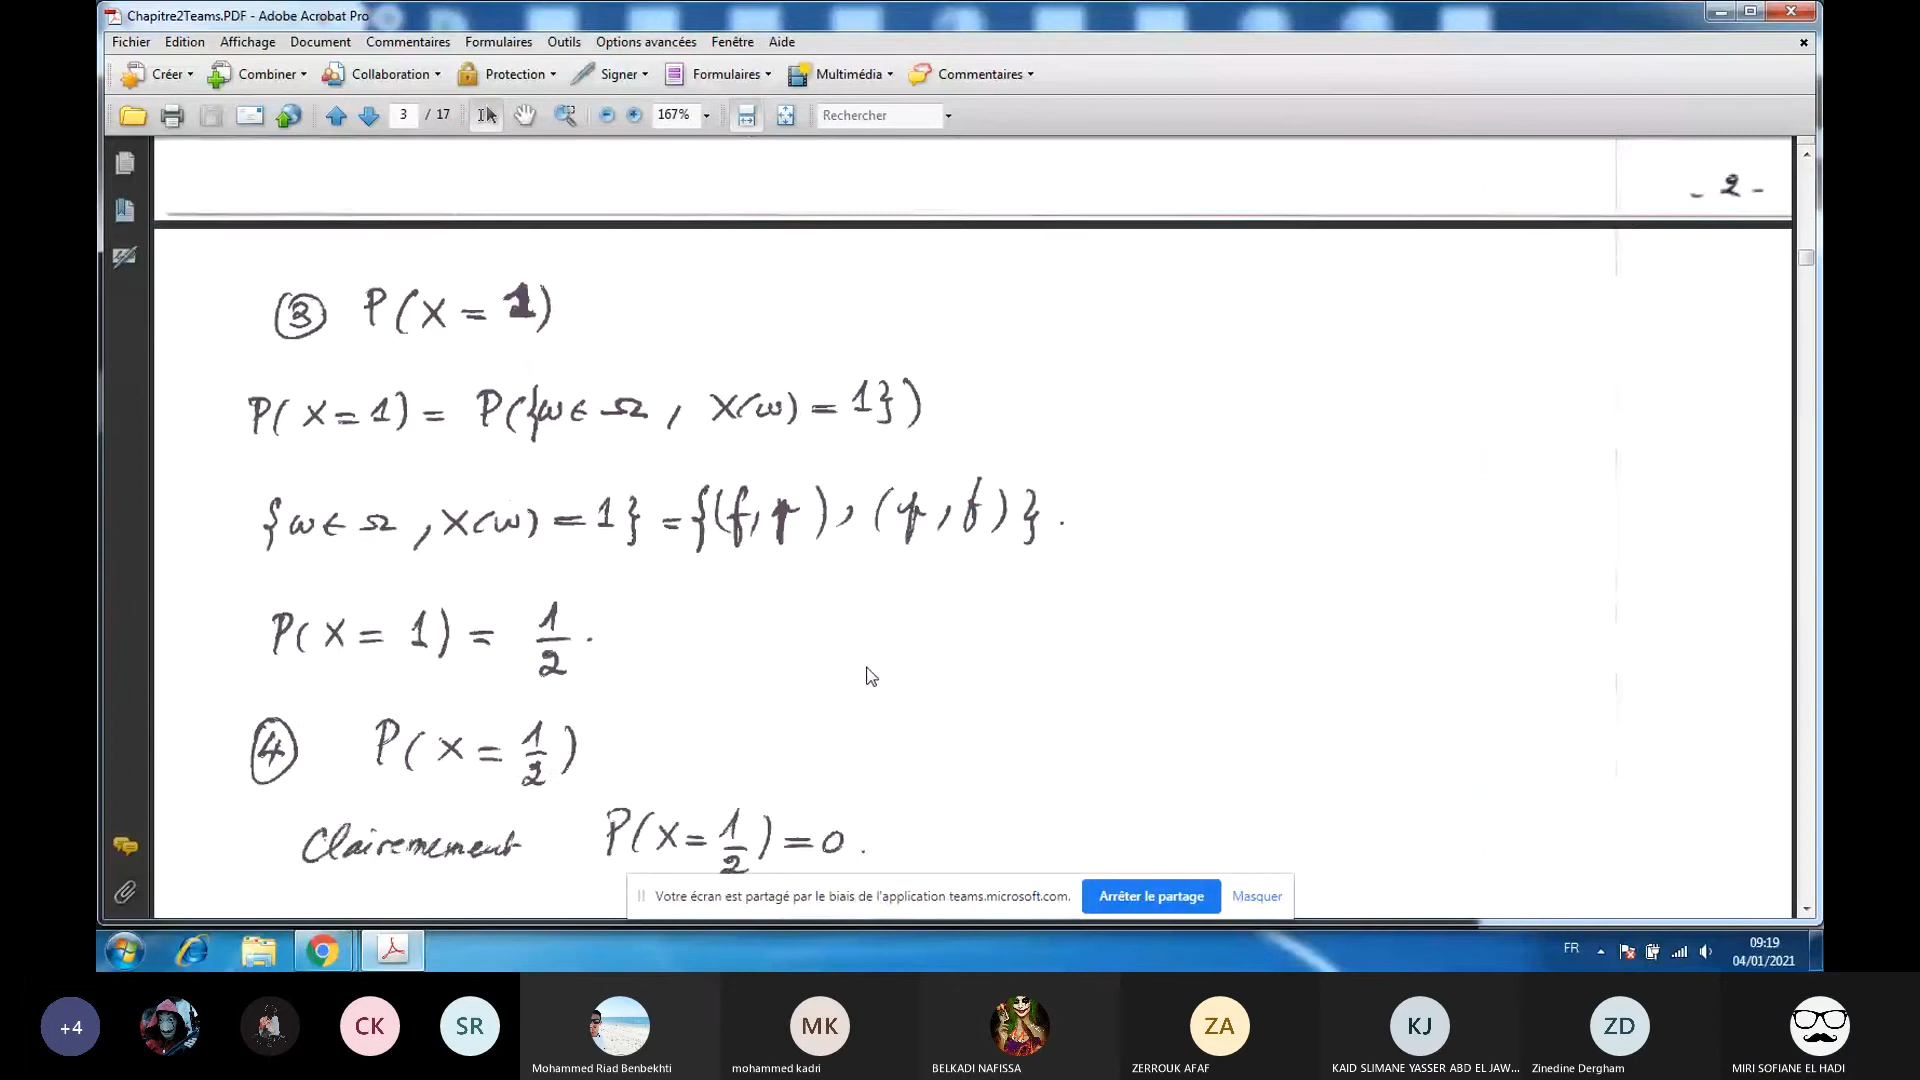 Chapitre2Teams.PDF - Adobe Acrobat Pro
Fichier Edition Affichage Document Commentaires Formulaires Outils Options avancées Fenêtre Aide
Créer Combiner Collaboration Protection Signer Formulaires Multimédia Commentaires
3 / 17 167% Rechercher
- 2 -
③ P(X = 1)
P(X = 1) = P({ω ∈ Ω , X(ω) = 1})
{ω ∈ Ω , X(ω) = 1} = {(f, p), (p, f)}.
P(X = 1) = 1/2 .
④ P(X = 1/2)
Clairemement P(X = 1/2) = 0 .
Votre écran est partagé par le biais de l'application teams.microsoft.com. Arrêter le partage Masquer
FR 09:19
04/01/2021
+4 CK SR MK ZA KJ ZD
Mohammed Riad Benbekhti mohammed kadri BELKADI NAFISSA ZERROUK AFAF KAID SLIMANE YASSER ABD EL JAW... Zinedine Dergham MIRI SOFIANE EL HADI